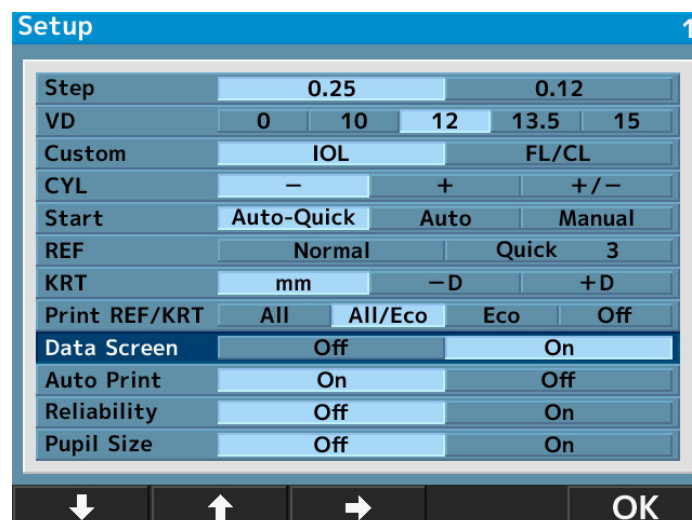 Setup 1
Step 0.25 0.12
VD 0 10 12 13.5 15
Custom IOL FL/CL
CYL − + +/−
Start Auto-Quick Auto Manual
REF Normal Quick 3
KRT mm −D +D
Print REF/KRT All All/Eco Eco Off
Data Screen Off On
Auto Print On Off
Reliability Off On
Pupil Size Off On
OK